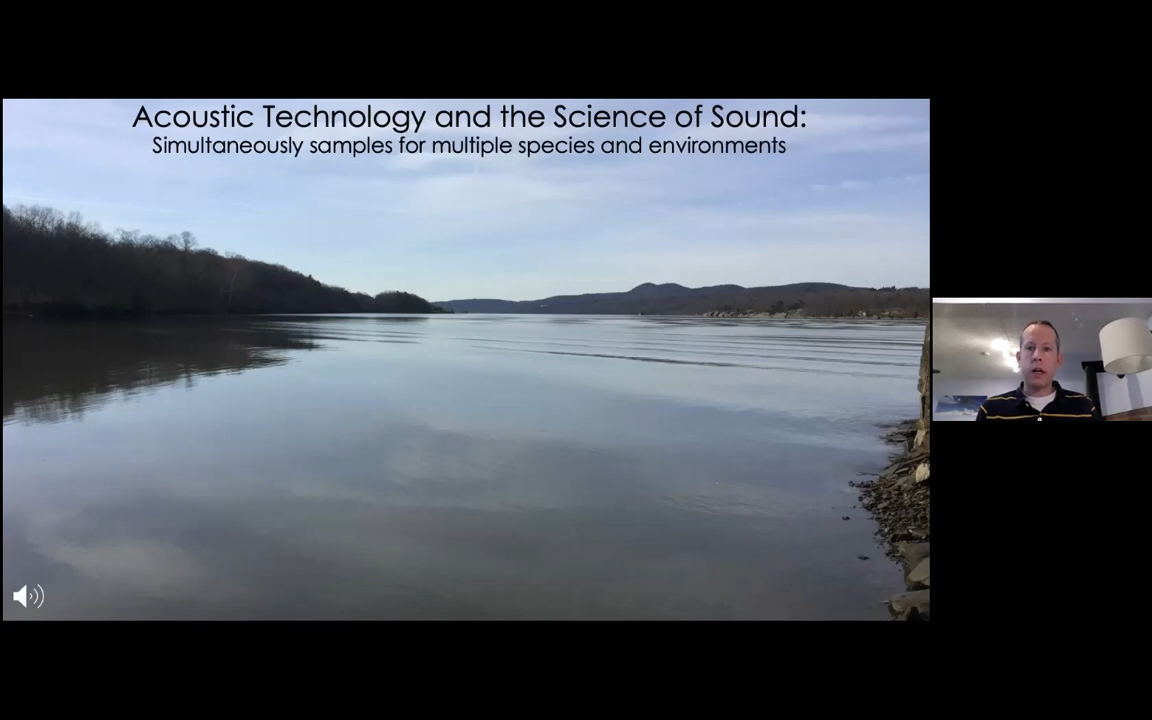 Acoustic Technology and the Science of Sound:
Simultaneously samples for multiple species and environments